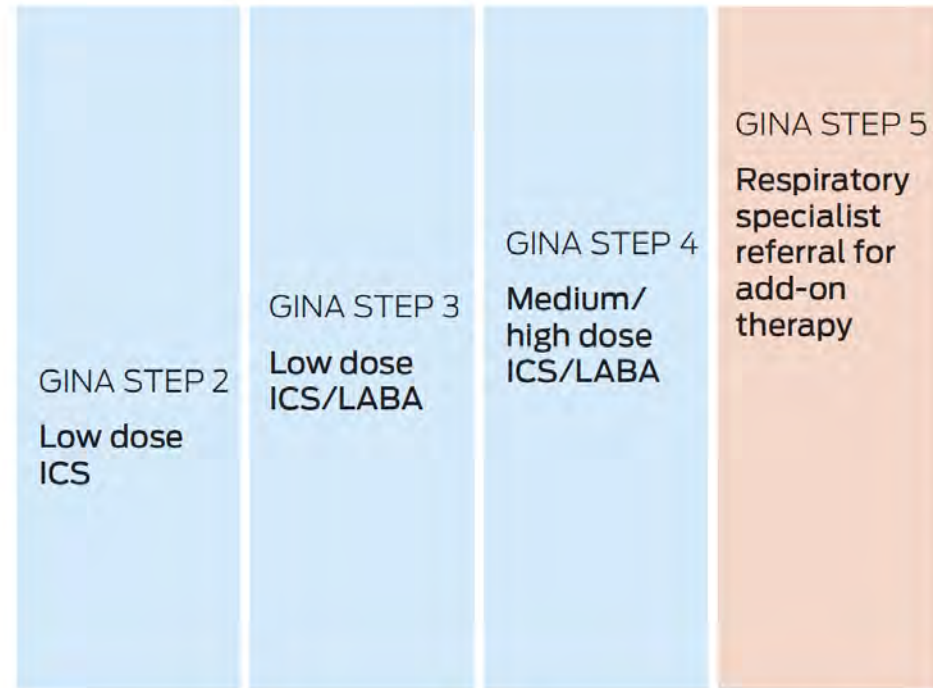 GINA STEP 2
Low dose
ICS
GINA STEP 3
Low dose
ICS/LABA
GINA STEP 4
Medium/
high dose
ICS/LABA
GINA STEP 5
Respiratory
specialist
referral for
add-on
therapy